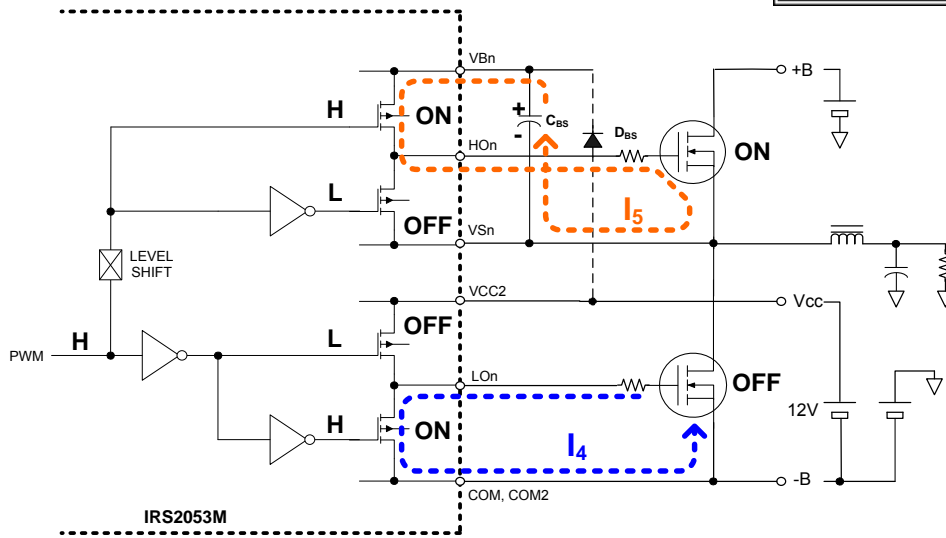 VBn
+B
H
ON
+
-
CBS
DBS
HOn
ON
L
OFF
I5
VSn
LEVEL
SHIFT
VCC2
Vcc
OFF
H
L
PWM
LOn
OFF
12V
H
ON
I4
-B
COM, COM2
IRS2053M